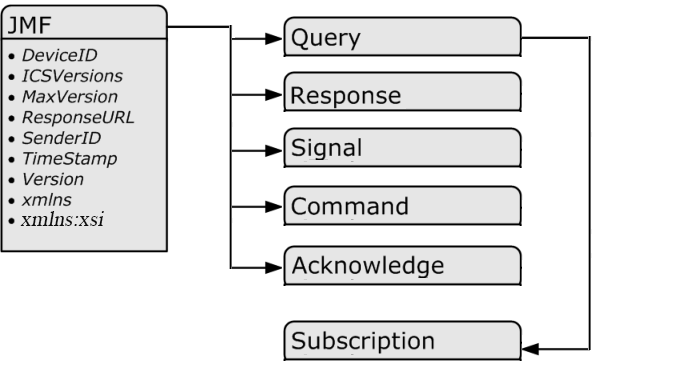 JMF
• DeviceID
• ICSVersions
• MaxVersion
• ResponseURL
• SenderID
• TimeStamp
• Version
• xmlns
• xmlns:xsi
Query
Response
Signal
Command
Acknowledge
Subscription